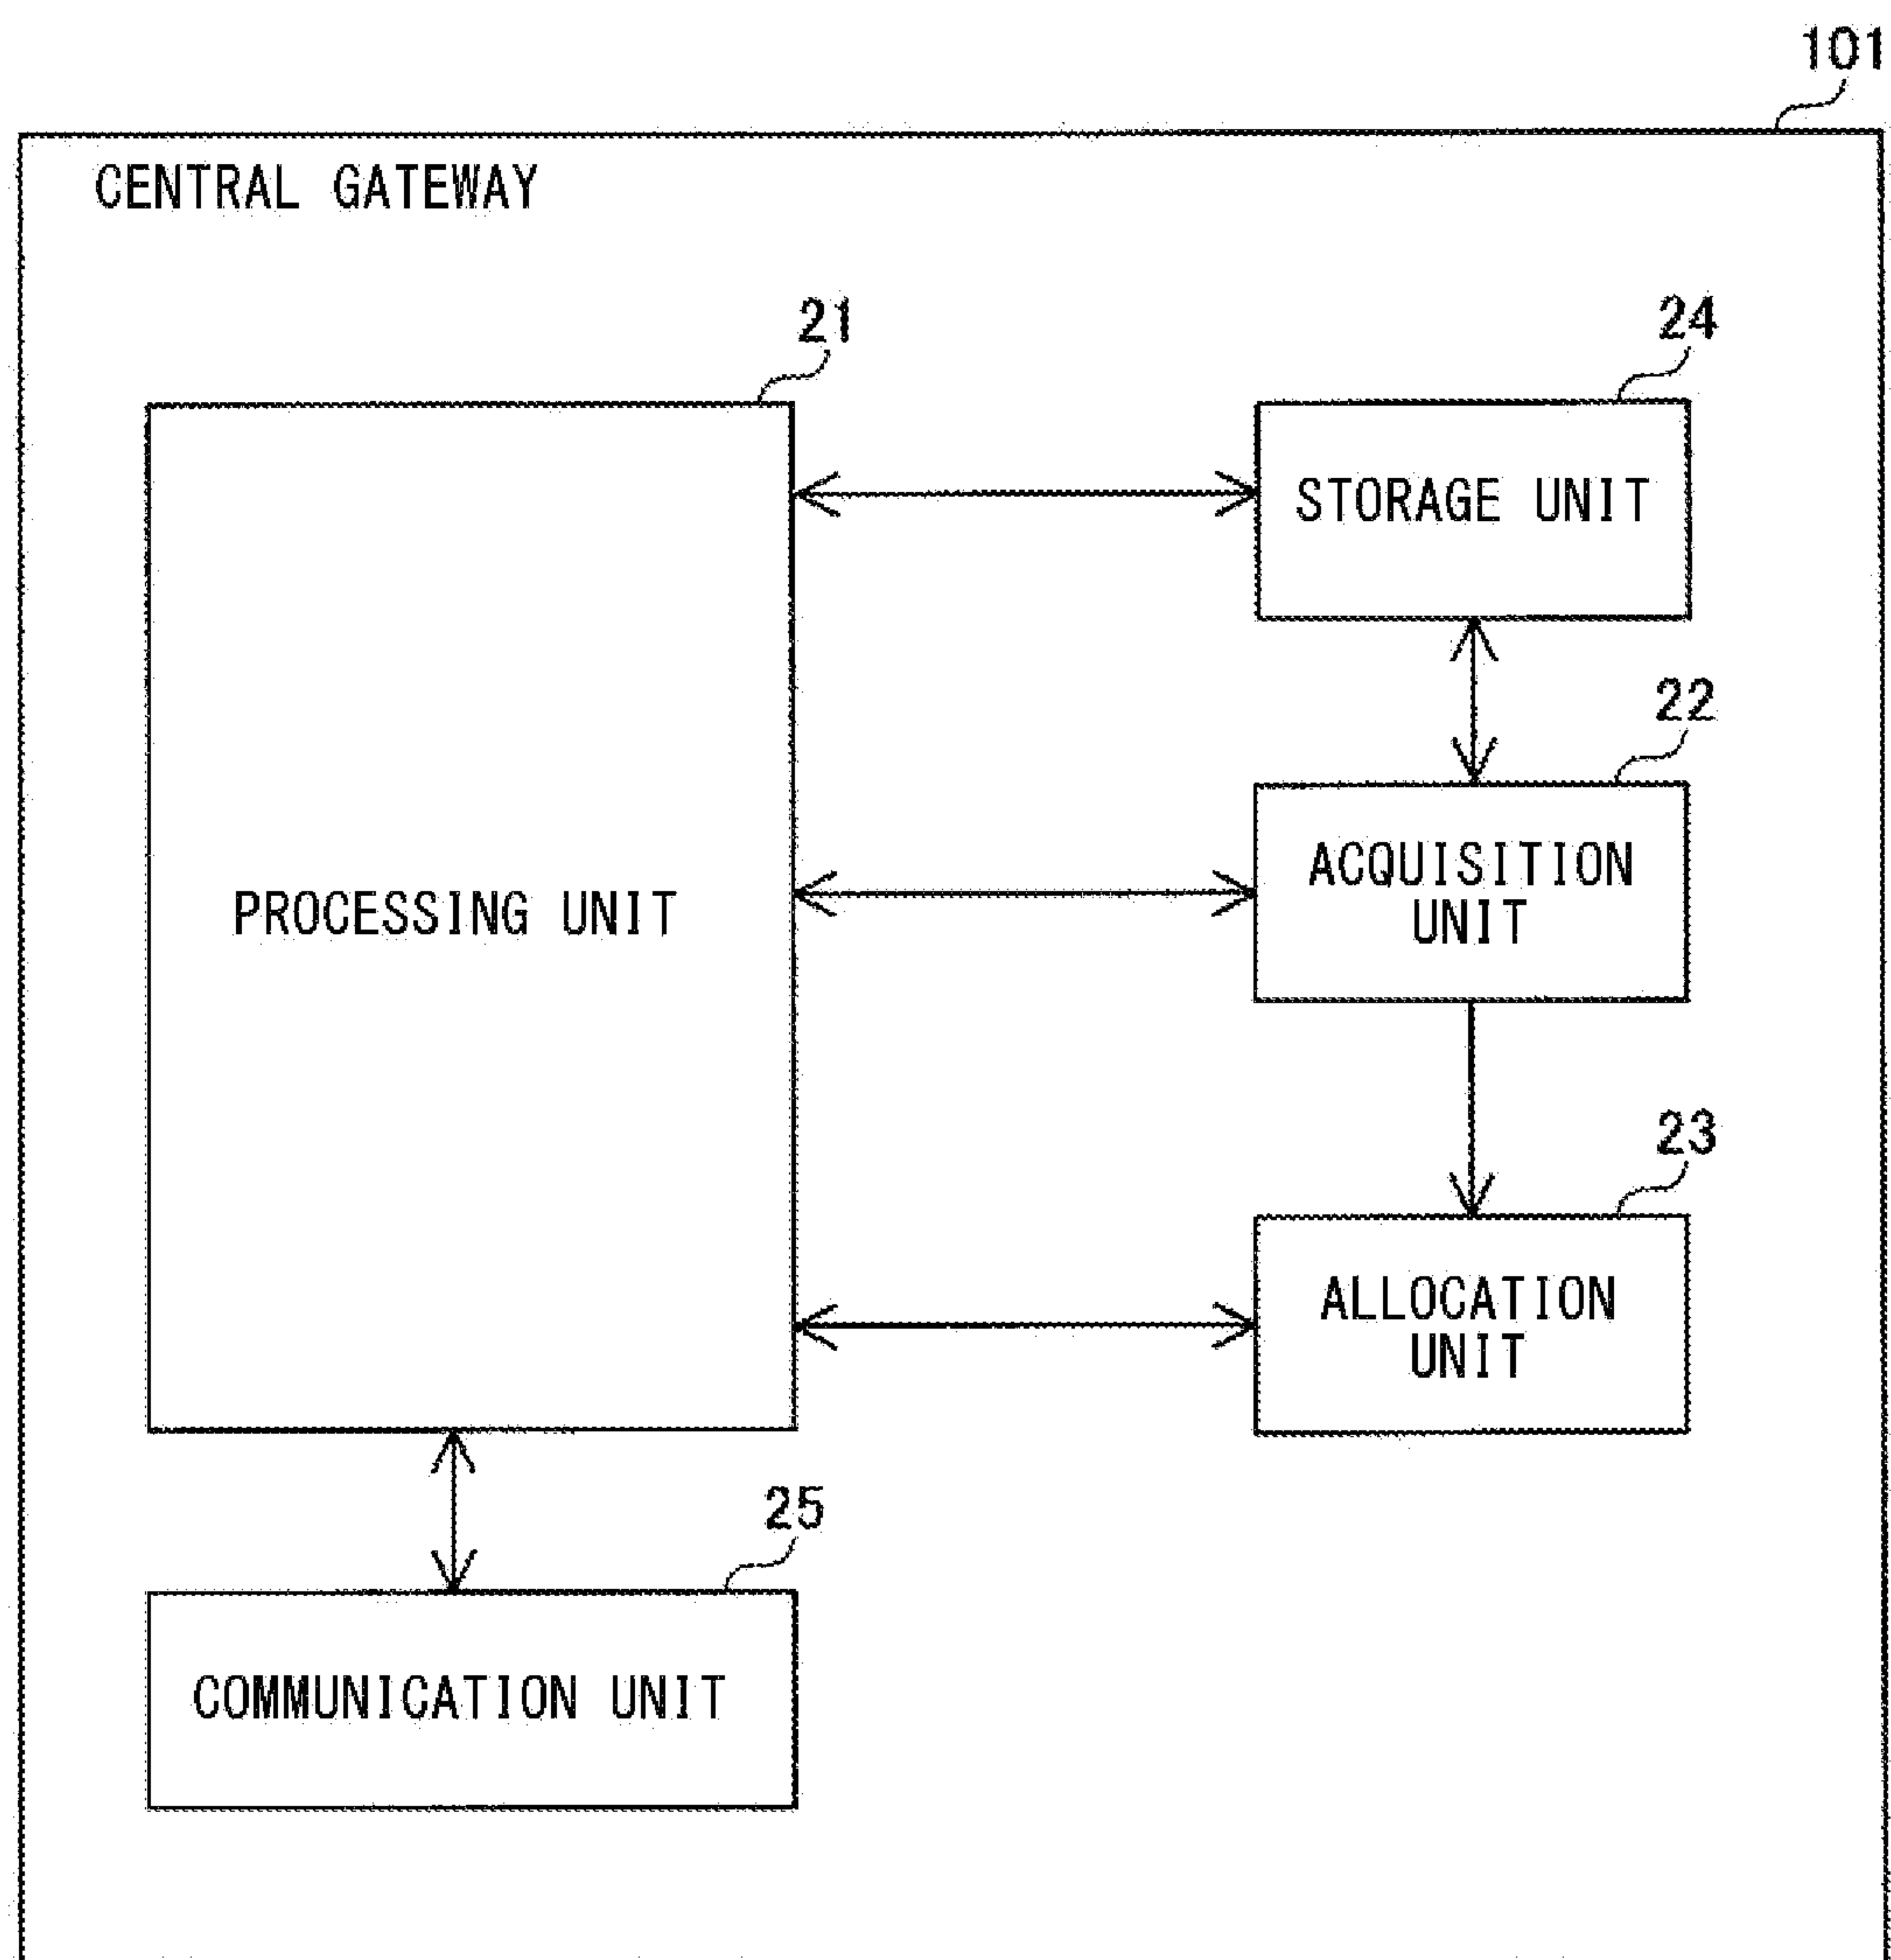 101
CENTRAL GATEWAY
21
24
STORAGE UNIT
22
ACQUISITION
UNIT
PROCESSING UNIT
23
ALLOCATION
UNIT
25
COMMUNICATION UNIT